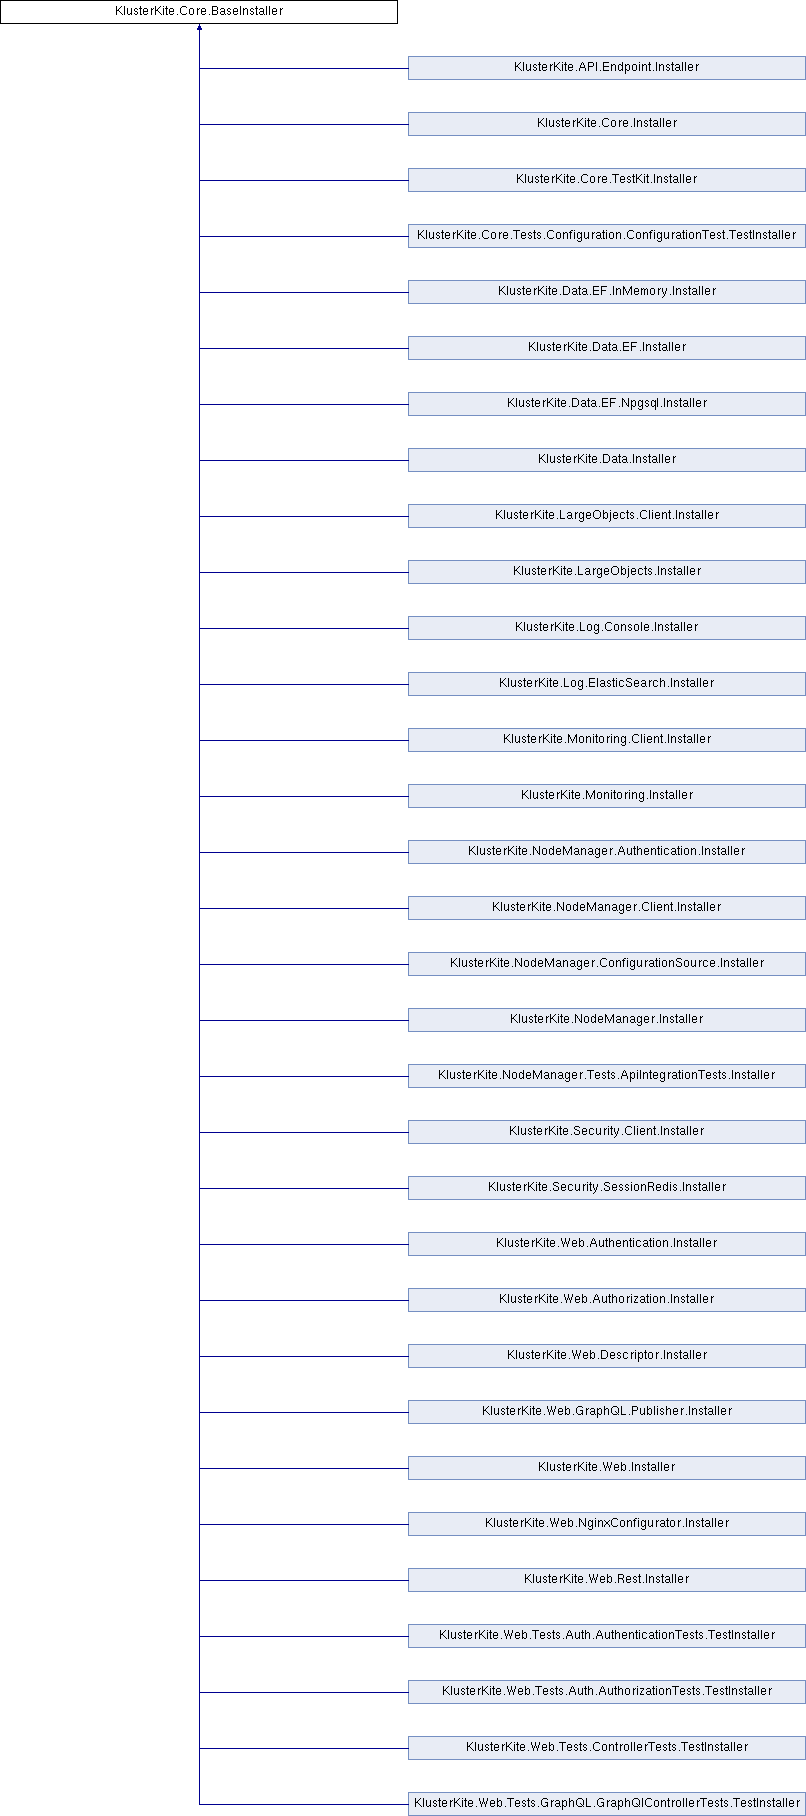 KlusterKite.Core.BaseInstaller
KlusterKite.API.Endpoint.Installer
KlusterKite.Core.Installer
KlusterKite.Core.TestKit.Installer
KlusterKite.Core.Tests.Configuration.ConfigurationTest.TestInstaller
KlusterKite.Data.EF.InMemory.Installer
KlusterKite.Data.EF.Installer
KlusterKite.Data.EF.Npgsql.Installer
KlusterKite.Data.Installer
KlusterKite.LargeObjects.Client.Installer
KlusterKite.LargeObjects.Installer
KlusterKite.Log.Console.Installer
KlusterKite.Log.ElasticSearch.Installer
KlusterKite.Monitoring.Client.Installer
KlusterKite.Monitoring.Installer
KlusterKite.NodeManager.Authentication.Installer
KlusterKite.NodeManager.Client.Installer
KlusterKite.NodeManager.ConfigurationSource.Installer
KlusterKite.NodeManager.Installer
KlusterKite.NodeManager.Tests.ApiIntegrationTests.Installer
KlusterKite.Security.Client.Installer
KlusterKite.Security.SessionRedis.Installer
KlusterKite.Web.Authentication.Installer
KlusterKite.Web.Authorization.Installer
KlusterKite.Web.Descriptor.Installer
KlusterKite.Web.GraphQL.Publisher.Installer
KlusterKite.Web.Installer
KlusterKite.Web.NginxConfigurator.Installer
KlusterKite.Web.Rest.Installer
KlusterKite.Web.Tests.Auth.AuthenticationTests.TestInstaller
KlusterKite.Web.Tests.Auth.AuthorizationTests.TestInstaller
KlusterKite.Web.Tests.ControllerTests.TestInstaller
KlusterKite.Web.Tests.GraphQL.GraphQlControllerTests.TestInstaller